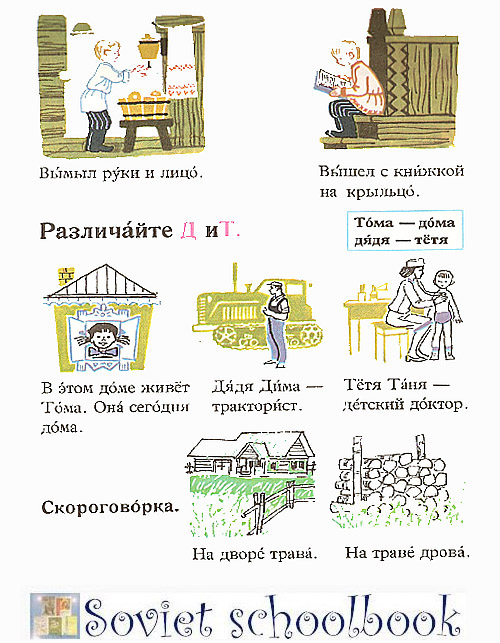 Вы́мыл ру́ки и лицо́.
Вы́шел с кни́жкой
на крыльцо́.
Различа́йте Д и Т.
То́ма — до́ма
дя́дя — тётя
В э́том до́ме живёт
То́ма. Она́ сего́дня
до́ма.
Дя́дя Ди́ма —
трактори́ст.
Тётя Та́ня —
де́тский до́ктор.
Скорогово́рка.
На дворе́ трава́.
На траве́ дрова́.
Soviet schoolbook